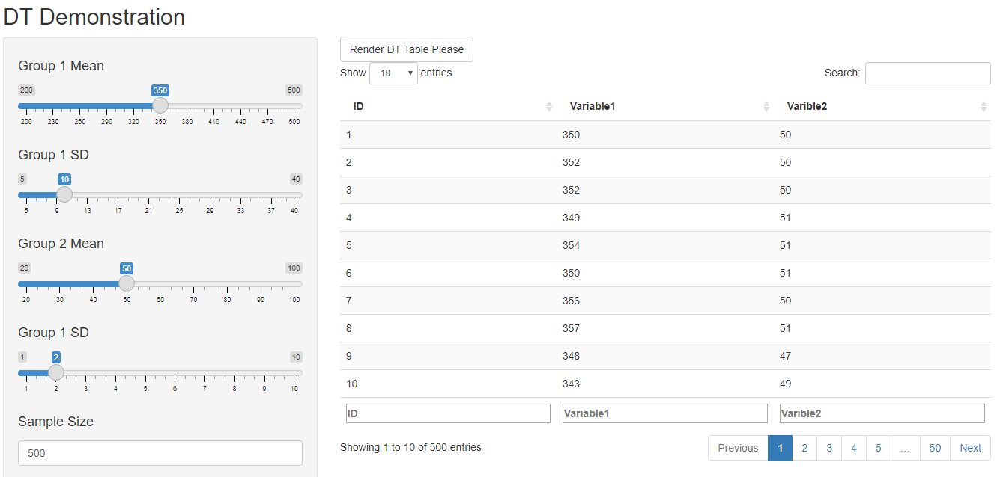 DT Demonstration
Group 1 Mean
200 350 500
200 230 260 290 320 350 380 410 440 470 500
Group 1 SD
5 10 40
5 9 13 17 21 25 29 33 37 40
Group 2 Mean
20 50 100
20 30 40 50 60 70 80 90 100
Group 1 SD
1 2 10
1 2 3 4 5 6 7 8 9 10
Sample Size
500
Render DT Table Please
Show 10 entries Search:
ID Variable1 Varible2
1 350 50
2 352 50
3 352 50
4 349 51
5 354 51
6 350 51
7 356 50
8 357 51
9 348 47
10 343 49
ID Variable1 Varible2
Showing 1 to 10 of 500 entries Previous 1 2 3 4 5 … 50 Next